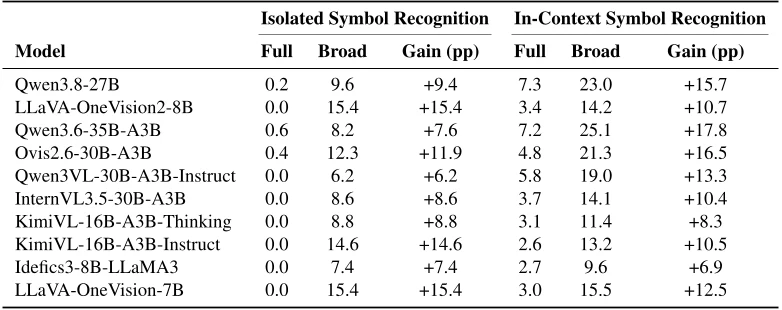 Isolated Symbol Recognition In-Context Symbol Recognition
Model Full Broad Gain (pp) Full Broad Gain (pp)
Qwen3.8-27B 0.2 9.6 +9.4 7.3 23.0 +15.7
LLaVA-OneVision2-8B 0.0 15.4 +15.4 3.4 14.2 +10.7
Qwen3.6-35B-A3B 0.6 8.2 +7.6 7.2 25.1 +17.8
Ovis2.6-30B-A3B 0.4 12.3 +11.9 4.8 21.3 +16.5
Qwen3VL-30B-A3B-Instruct 0.0 6.2 +6.2 5.8 19.0 +13.3
InternVL3.5-30B-A3B 0.0 8.6 +8.6 3.7 14.1 +10.4
KimiVL-16B-A3B-Thinking 0.0 8.8 +8.8 3.1 11.4 +8.3
KimiVL-16B-A3B-Instruct 0.0 14.6 +14.6 2.6 13.2 +10.5
Idefics3-8B-LLaMA3 0.0 7.4 +7.4 2.7 9.6 +6.9
LLaVA-OneVision-7B 0.0 15.4 +15.4 3.0 15.5 +12.5